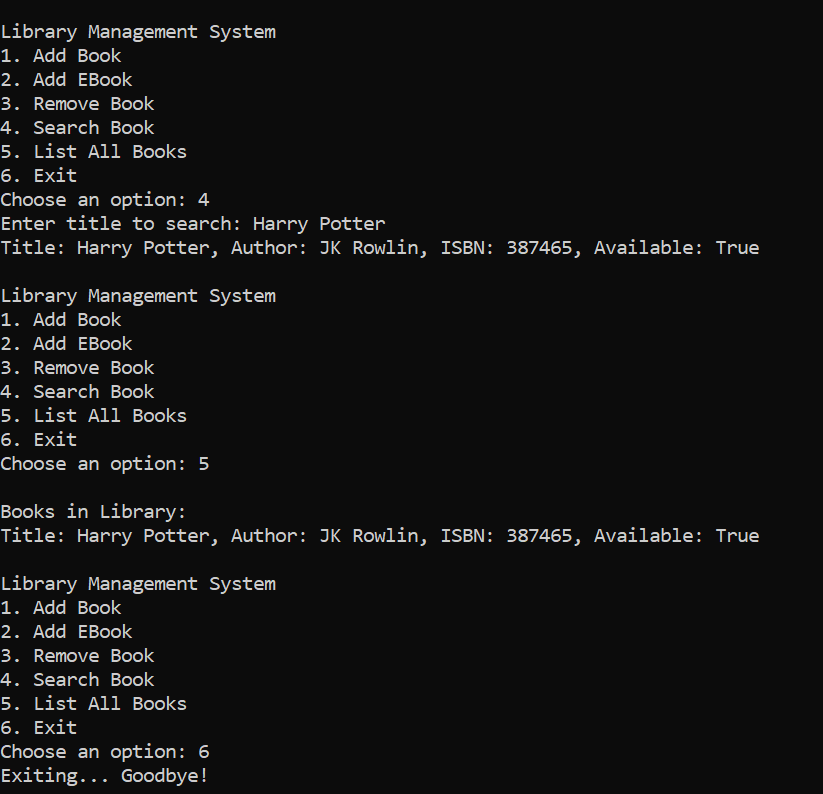 Library Management System
1. Add Book
2. Add EBook
3. Remove Book
4. Search Book
5. List All Books
6. Exit
Choose an option: 4
Enter title to search: Harry Potter
Title: Harry Potter, Author: JK Rowlin, ISBN: 387465, Available: True
Library Management System
1. Add Book
2. Add EBook
3. Remove Book
4. Search Book
5. List All Books
6. Exit
Choose an option: 5
Books in Library:
Title: Harry Potter, Author: JK Rowlin, ISBN: 387465, Available: True
Library Management System
1. Add Book
2. Add EBook
3. Remove Book
4. Search Book
5. List All Books
6. Exit
Choose an option: 6
Exiting... Goodbye!